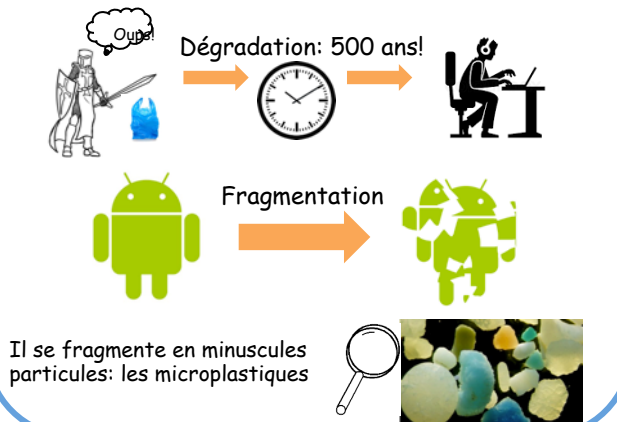 Oups!
Dégradation: 500 ans!
Fragmentation
Il se fragmente en minuscules
particules: les microplastiques